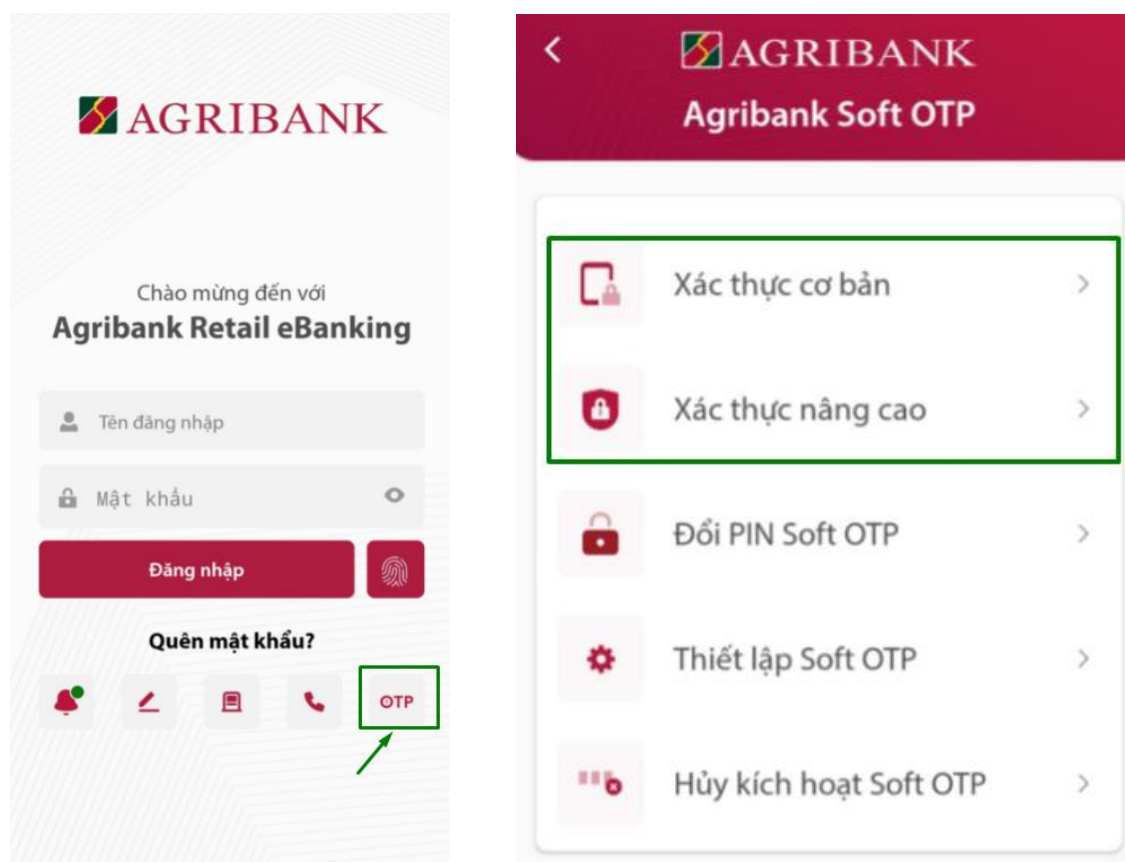 AGRIBANK
Chào mừng đến với
Agribank Retail eBanking
Tên đăng nhập
Mật khẩu
Đăng nhập
Quên mật khẩu?
OTP
AGRIBANK
Agribank Soft OTP
Xác thực cơ bản
Xác thực nâng cao
Đổi PIN Soft OTP
Thiết lập Soft OTP
Hủy kích hoạt Soft OTP